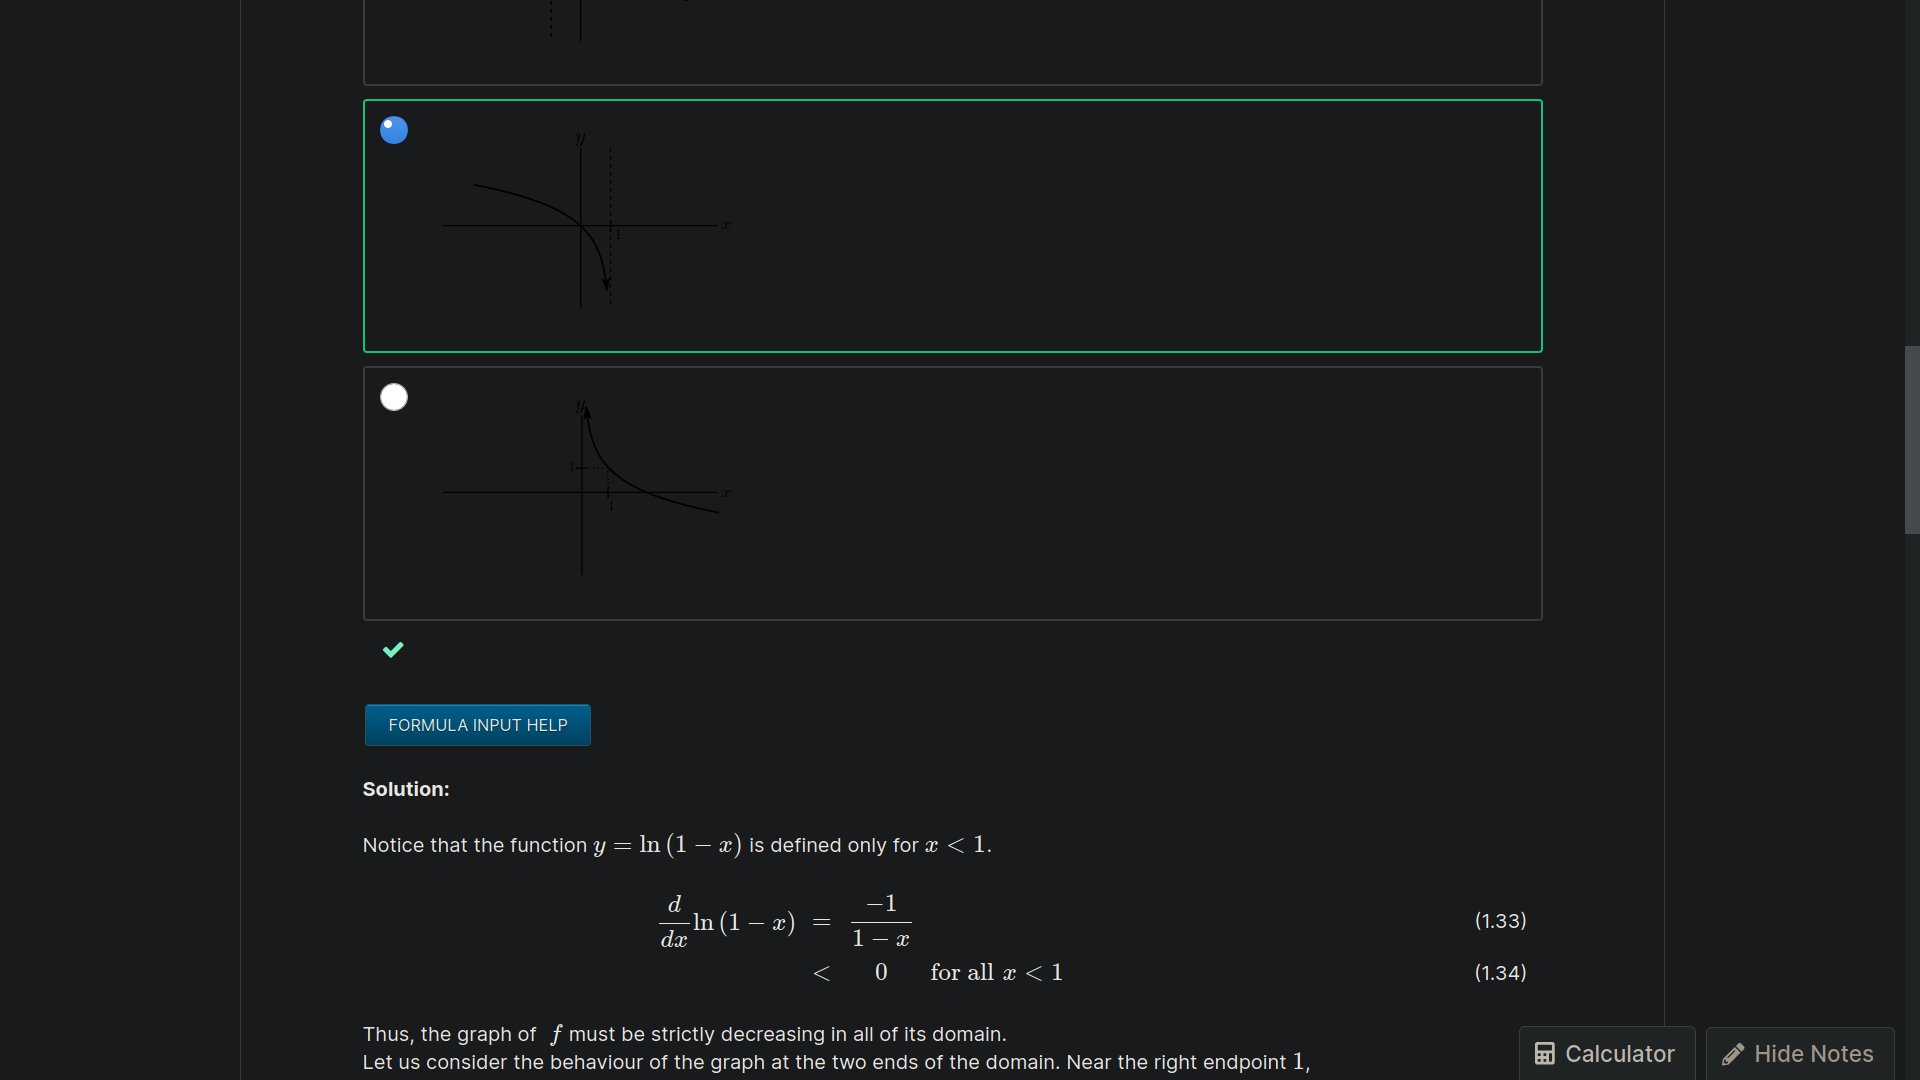 y
x
1
y
1
x
1
FORMULA INPUT HELP
Solution:
Notice that the function y = ln (1 − x) is defined only for x < 1.
d/dx ln (1 − x) = −1/(1 − x) (1.33)
< 0 for all x < 1 (1.34)
Thus, the graph of f must be strictly decreasing in all of its domain.
Let us consider the behaviour of the graph at the two ends of the domain. Near the right endpoint 1,
Calculator
Hide Notes